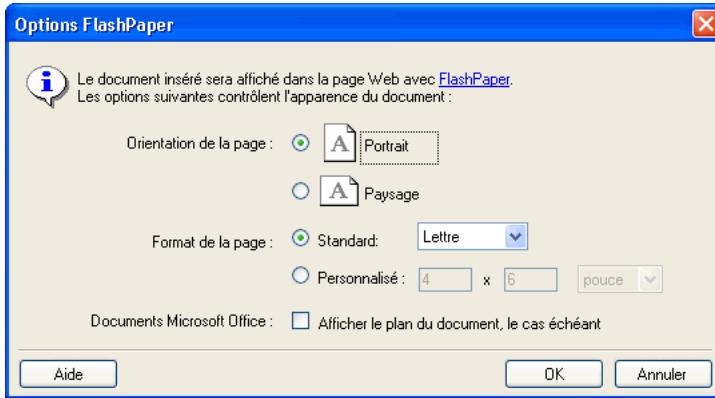 Options FlashPaper
Le document inséré sera affiché dans la page Web avec FlashPaper.
Les options suivantes contrôlent l'apparence du document :
Orientation de la page : A Portrait
A Paysage
Format de la page : Standard: Lettre
Personnalisé : 4 x 6 pouce
Documents Microsoft Office : Afficher le plan du document, le cas échéant
Aide OK Annuler